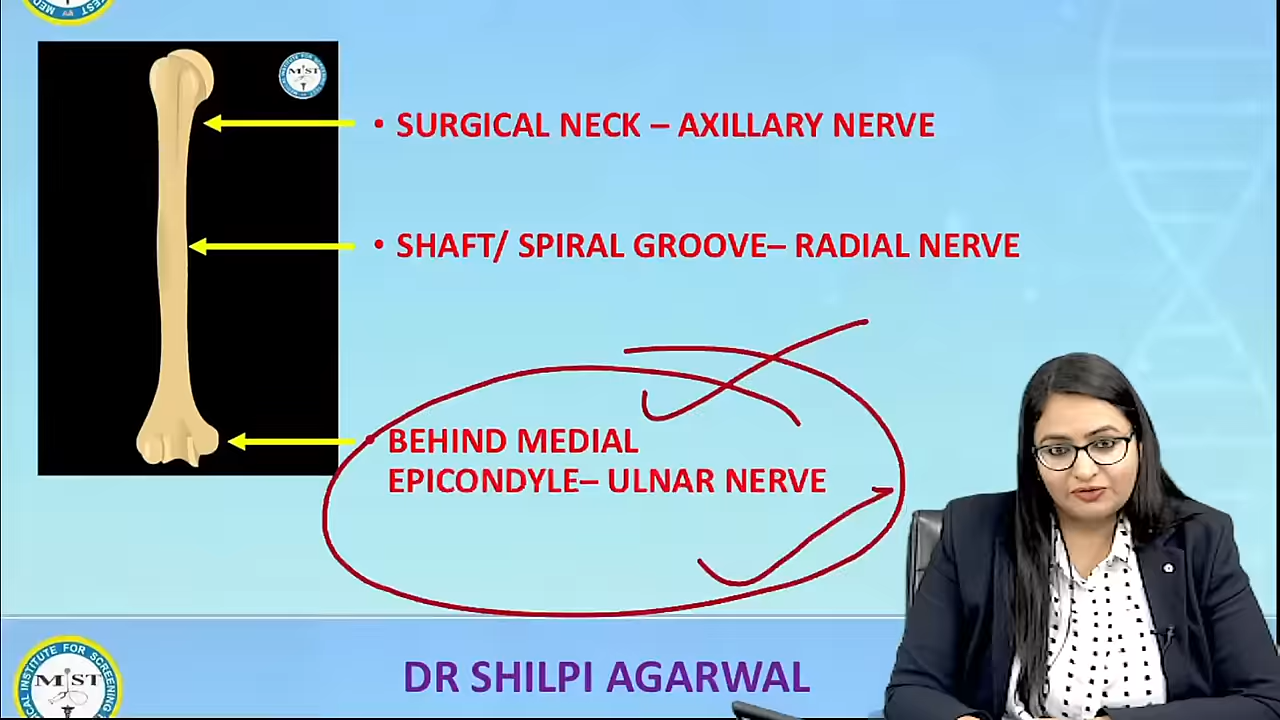 • SURGICAL NECK – AXILLARY NERVE
• SHAFT/ SPIRAL GROOVE– RADIAL NERVE
BEHIND MEDIAL
EPICONDYLE– ULNAR NERVE
DR SHILPI AGARWAL